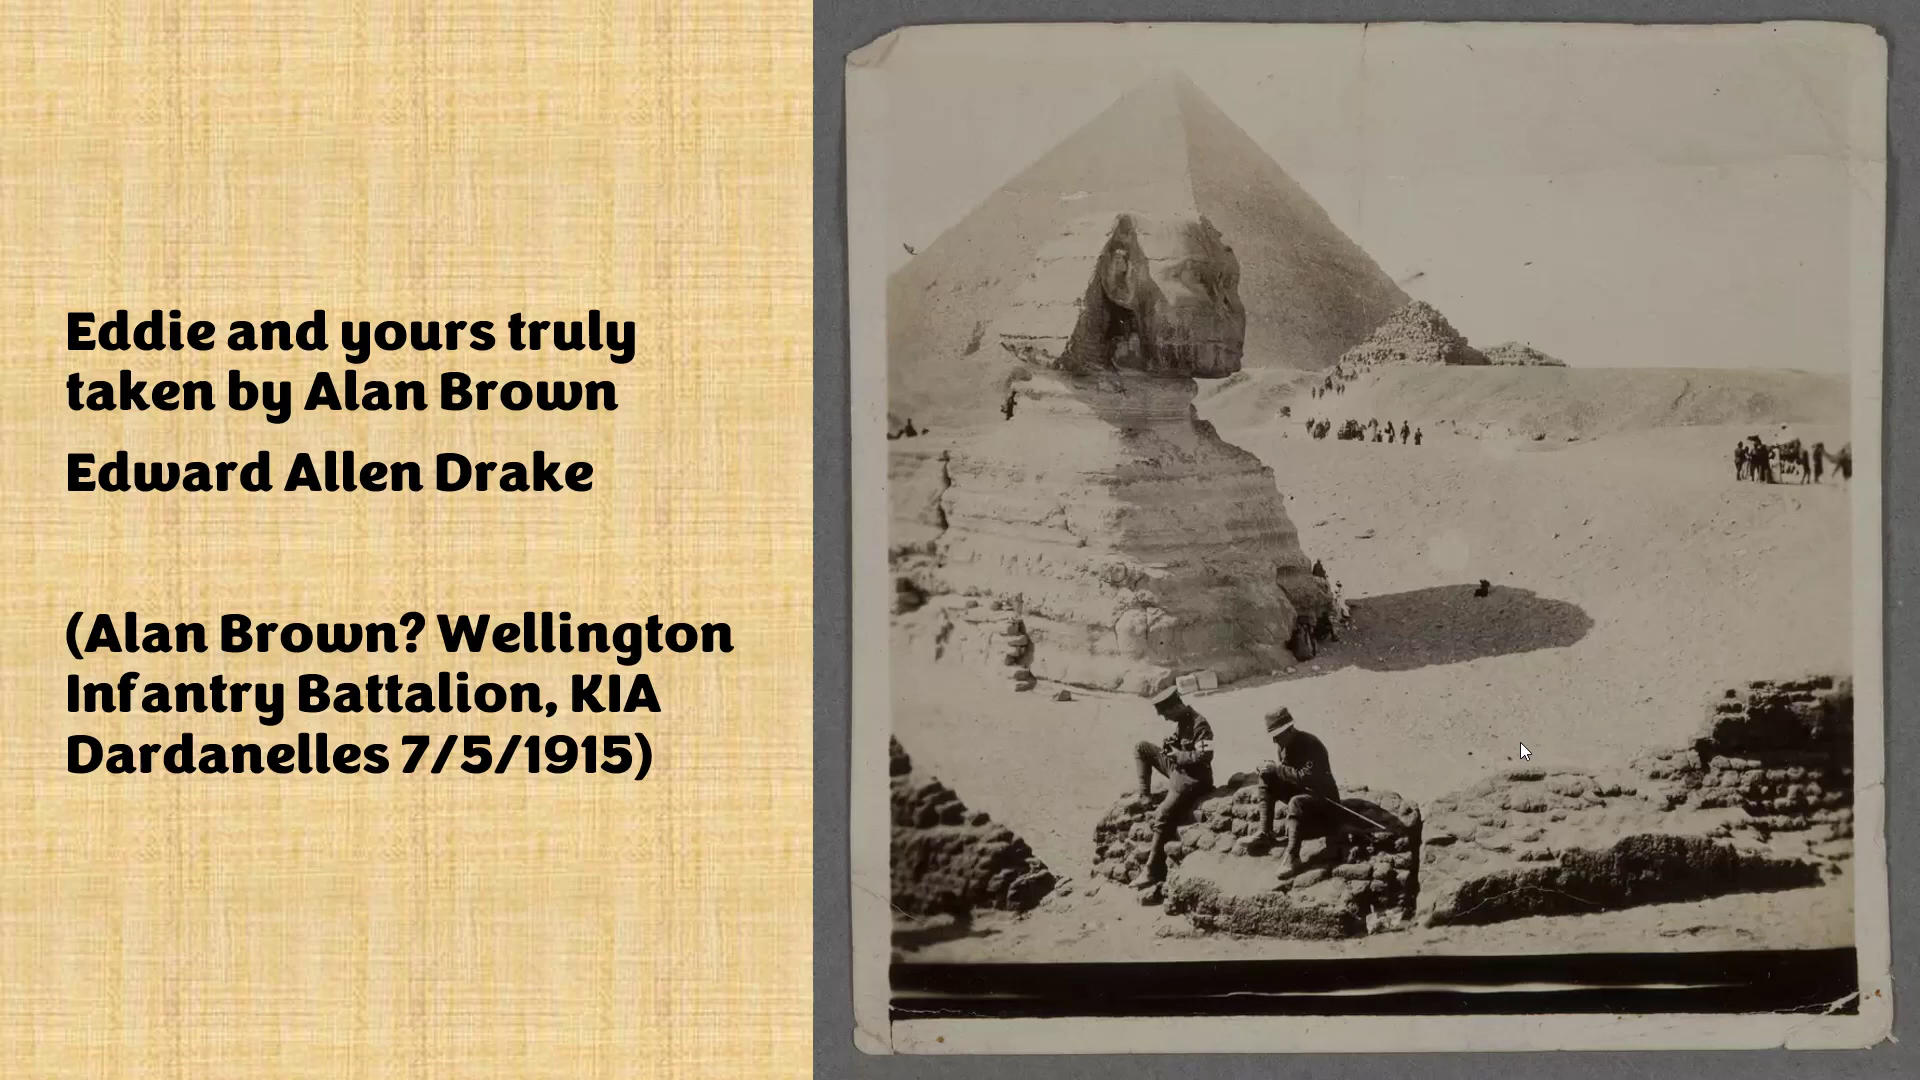 Eddie and yours truly
taken by Alan Brown
Edward Allen Drake
(Alan Brown? Wellington
Infantry Battalion, KIA
Dardanelles 7/5/1915)